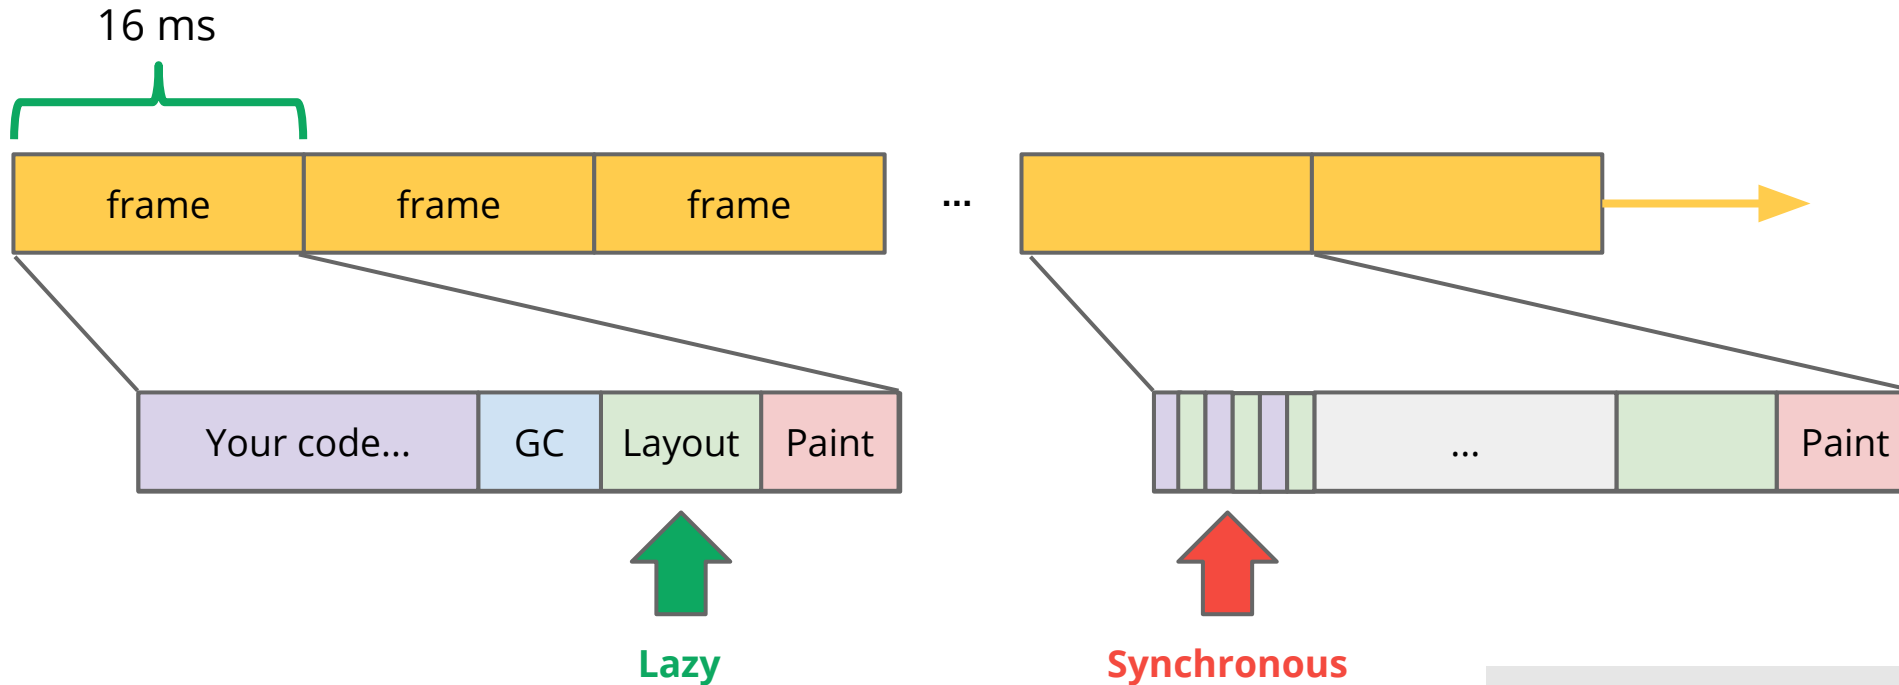 16 ms
frame
frame
frame
...
Your code...
GC
Layout
Paint
...
Paint
Lazy
Synchronous